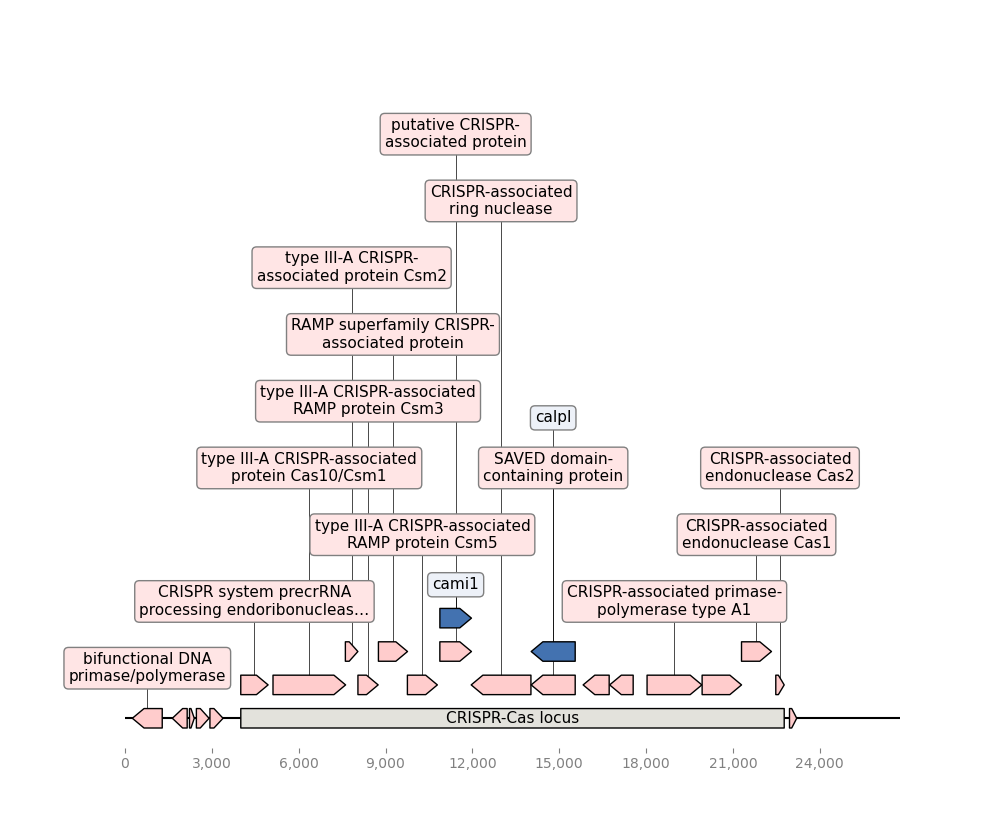 putative CRISPR-
associated protein
CRISPR-associated
ring nuclease
type III-A CRISPR-
associated protein Csm2
RAMP superfamily CRISPR-
associated protein
type III-A CRISPR-associated
RAMP protein Csm3
calpl
type III-A CRISPR-associated
protein Cas10/Csm1
SAVED domain-
containing protein
CRISPR-associated
endonuclease Cas2
type III-A CRISPR-associated
RAMP protein Csm5
CRISPR-associated
endonuclease Cas1
cami1
CRISPR system precrRNA
processing endoribonucleas...
CRISPR-associated primase-
polymerase type A1
bifunctional DNA
primase/polymerase
CRISPR-Cas locus
0 3,000 6,000 9,000 12,000 15,000 18,000 21,000 24,000